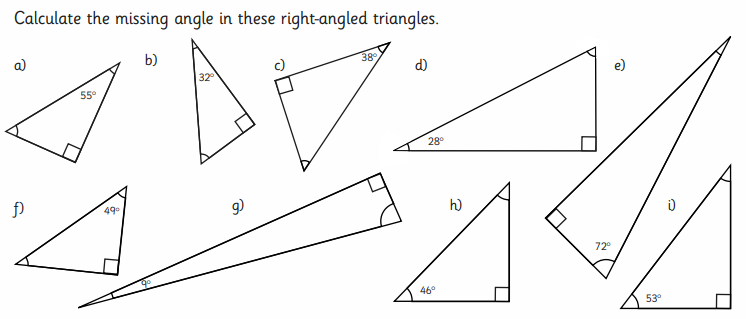 Calculate the missing angle in these right-angled triangles.
a)
55°
b)
32°
c)
38°
d)
28°
e)
72°
f)
49°
g)
9°
h)
46°
i)
53°